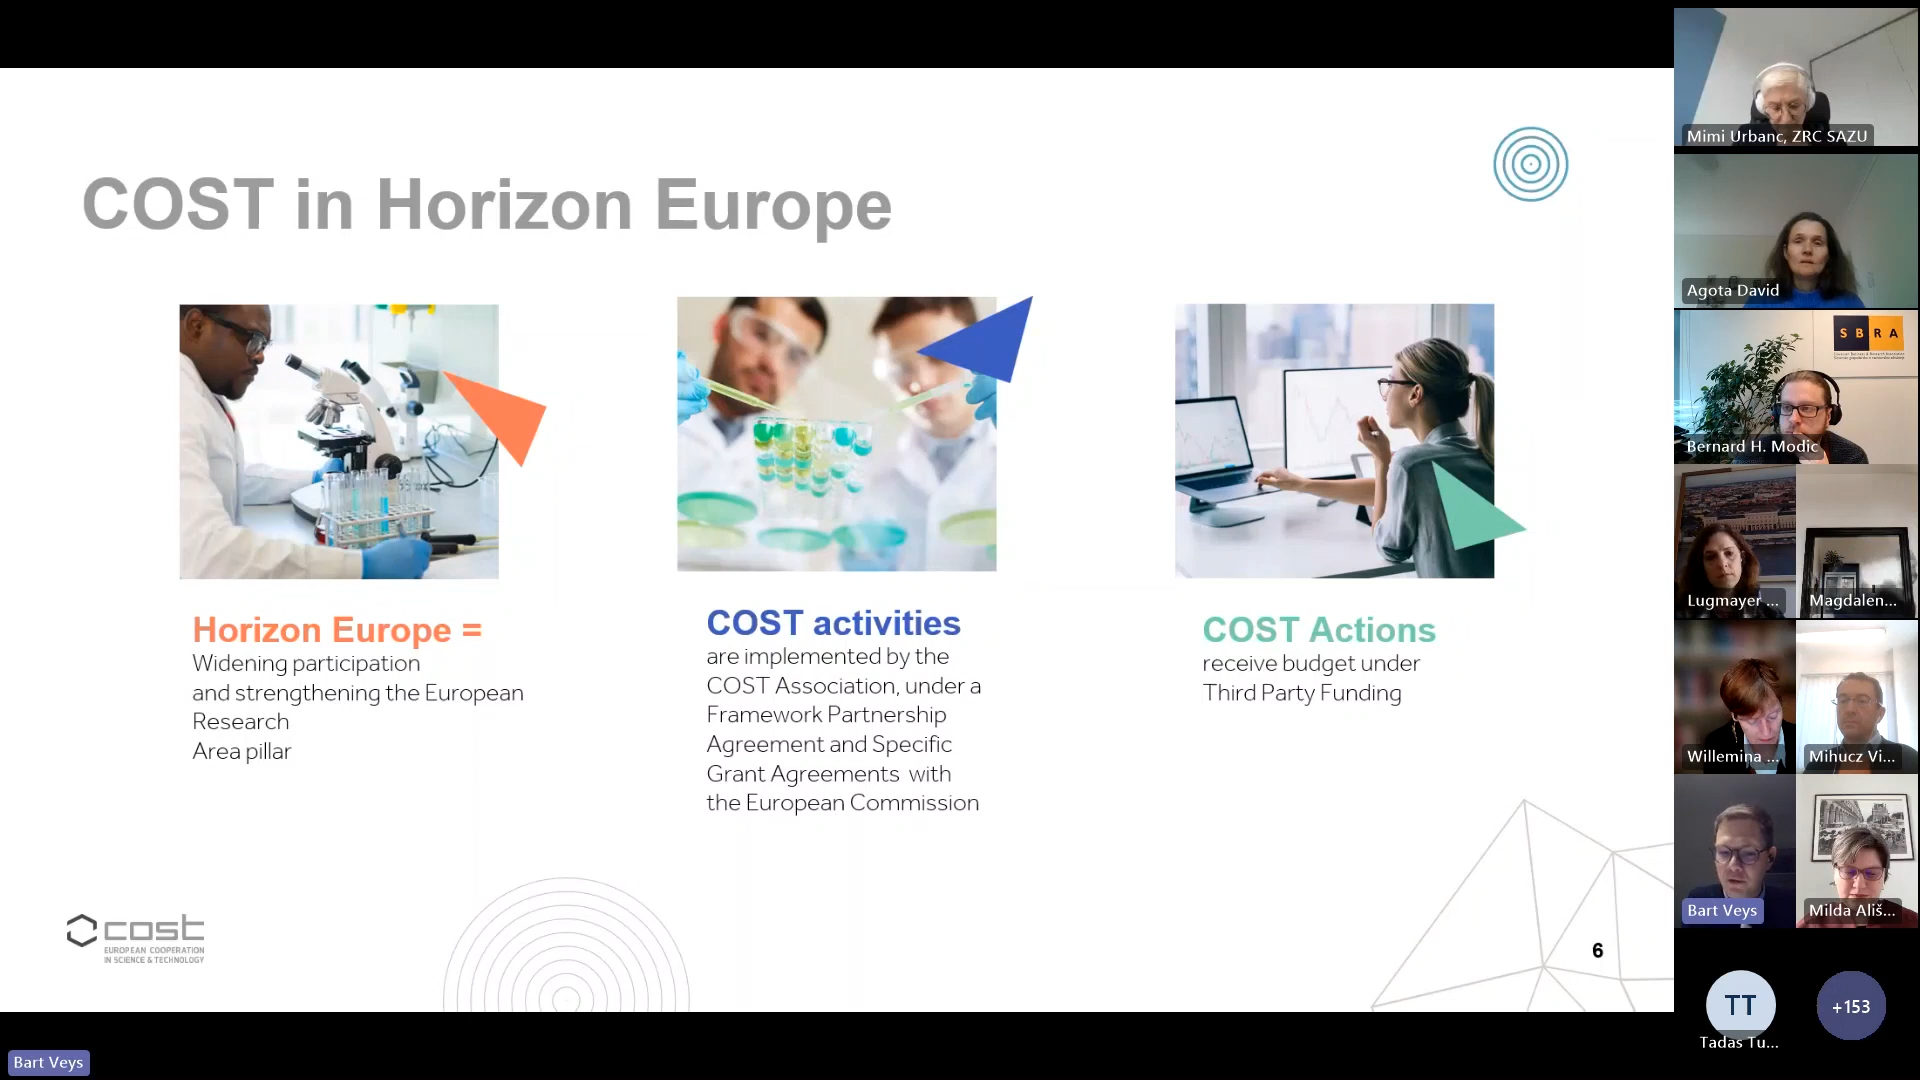 COST in Horizon Europe
Horizon Europe =
Widening participation
and strengthening the European
Research
Area pillar
COST activities
are implemented by the
COST Association, under a
Framework Partnership
Agreement and Specific
Grant Agreements with
the European Commission
COST Actions
receive budget under
Third Party Funding
cost
EUROPEAN COOPERATION
IN SCIENCE & TECHNOLOGY
6
Bart Veys
Mimi Urbanc, ZRC SAZU
Agota David
S B R A
Bernard H. Modic
Lugmayer ...
Magdalen...
Willemina ...
Mihucz Vi...
Bart Veys
Milda Ališ...
TT
Tadas Tu...
+153